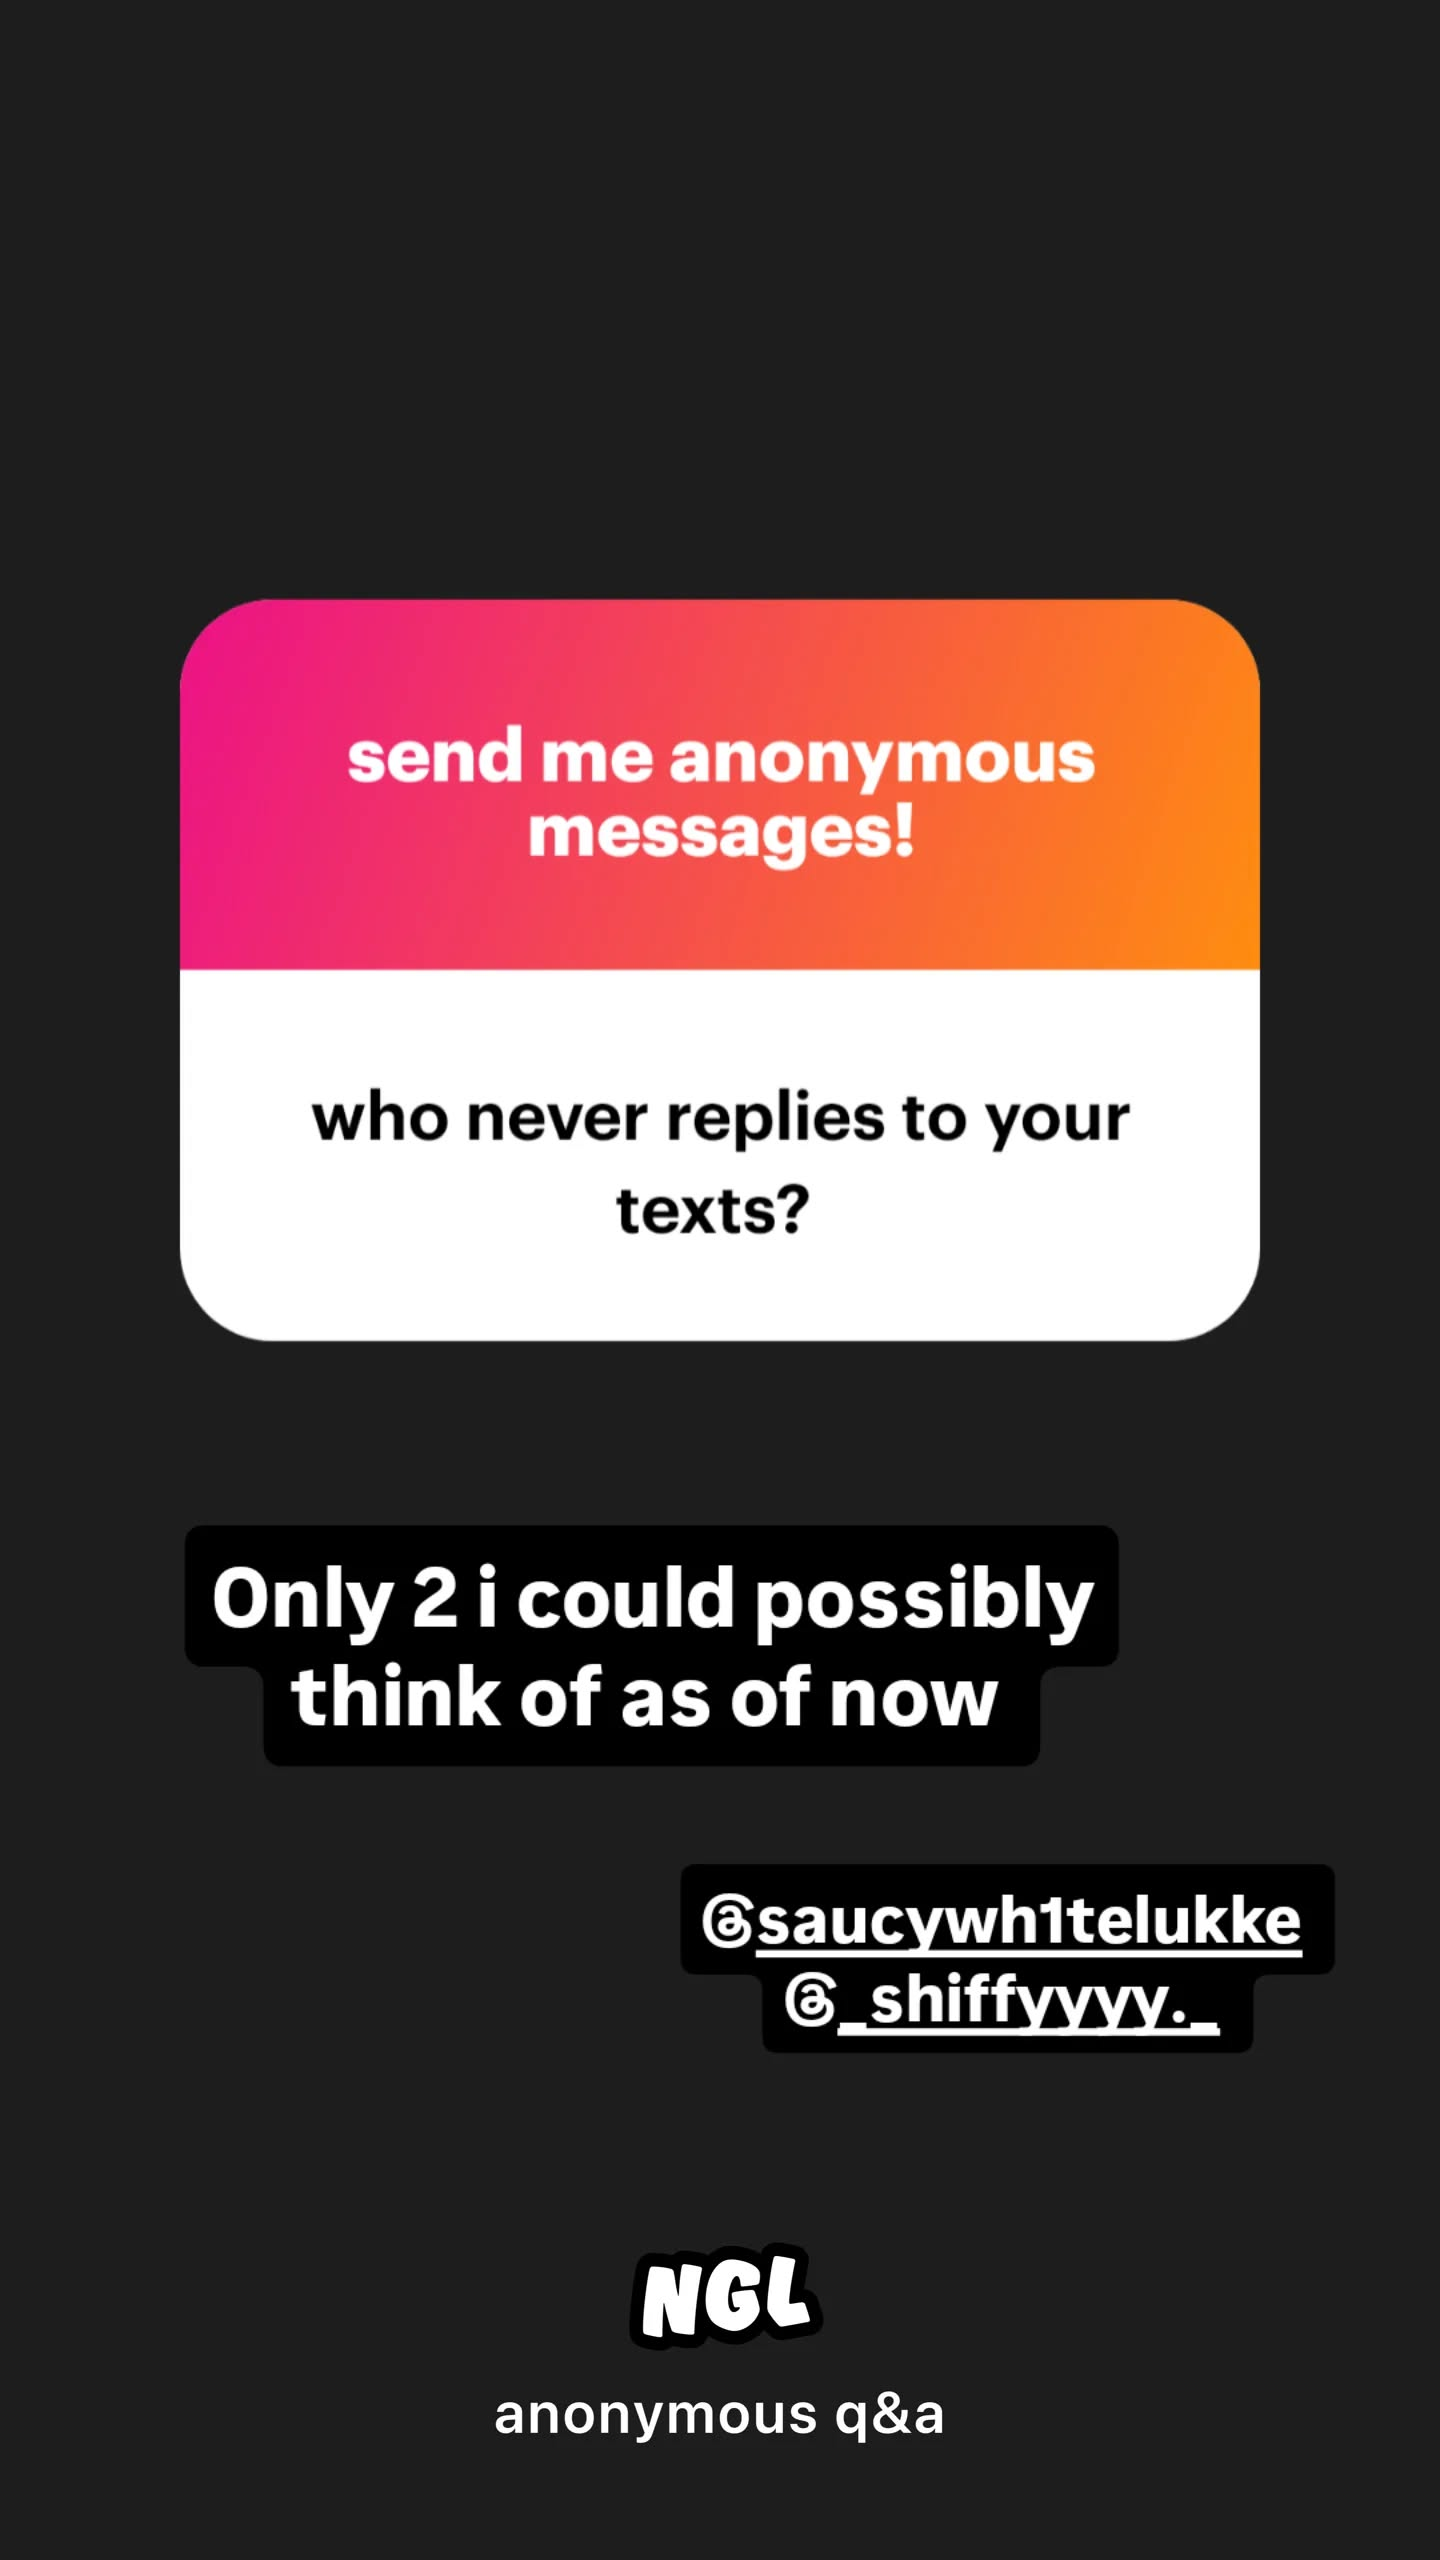 send me anonymous
messages!
who never replies to your
texts?
Only 2 i could possibly
think of as of now
@saucywh1telukke
@_shiffyyyy._
NGL
anonymous q&a